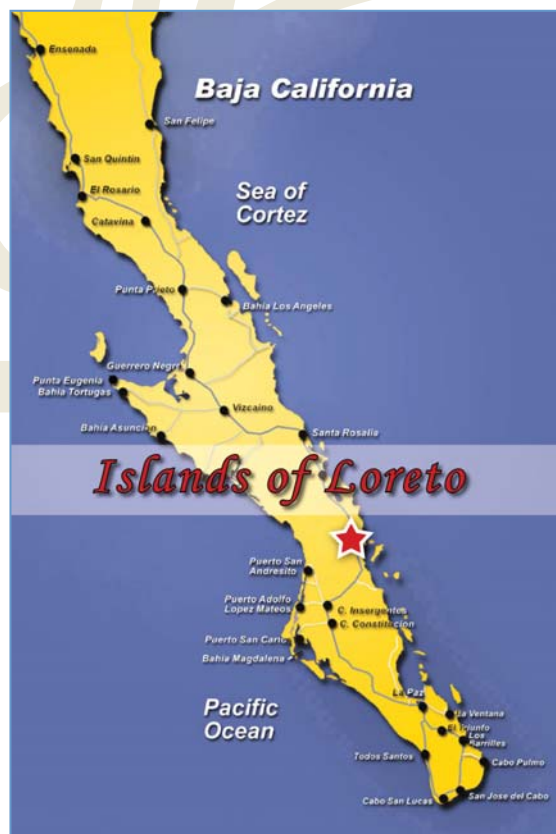 Ensenada
Baja California
San Felipe
San Quintin
El Rosario
Sea of
Cortez
Catavina
Punta Prieto
Bahia Los Angeles
Guerrero Negro
Punta Eugenia
Bahia Tortugas
Vizcaino
Bahia Asuncion
Santa Rosalia
Islands of Loreto
Puerto San
Andresito
Puerto Adolfo
Lopez Mateos
C. Insergentes
C. Constitucion
Puerto San Carlc
Bahia Magdalena
La Paz
Pacific
Ocean
la Ventana
El Triunfo
Los
Barriles
Todos Santos
Cabo Pulmo
San Jose del Cabo
Cabo San Lucas